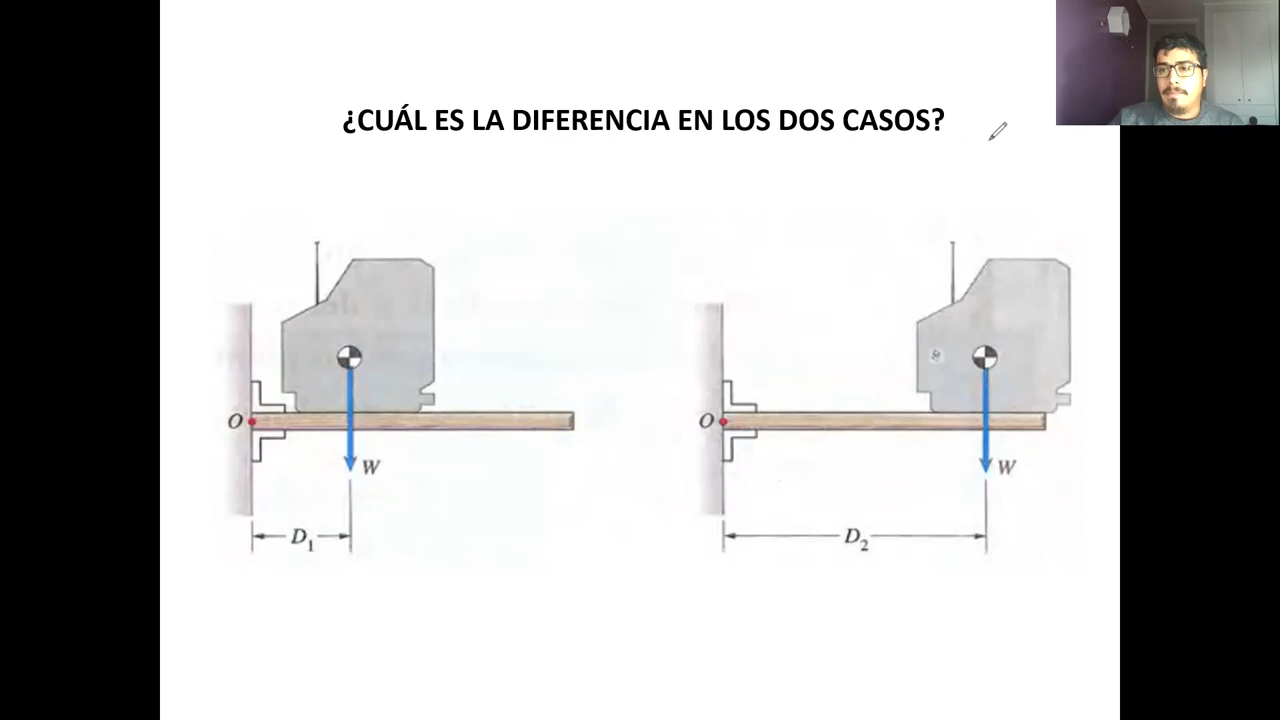 ¿CUÁL ES LA DIFERENCIA EN LOS DOS CASOS?
O
W
D₁
O
W
D₂